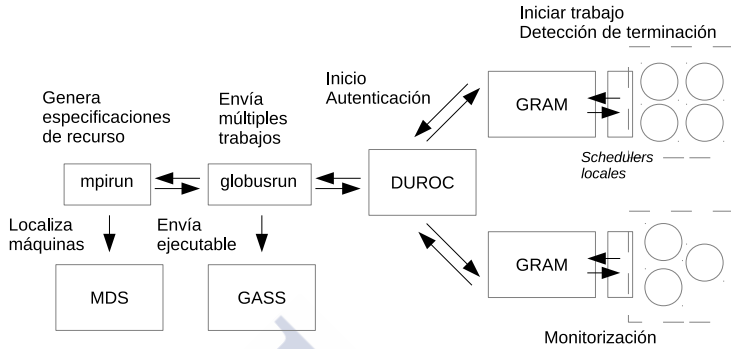 Iniciar trabajo
Detección de terminación
Inicio
Autenticación
Genera
especificaciones
de recurso
Envía
múltiples
trabajos
GRAM
Schedulers
locales
mpirun
globusrun
DUROC
Localiza
máquinas
Envía
ejecutable
MDS
GASS
GRAM
Monitorización